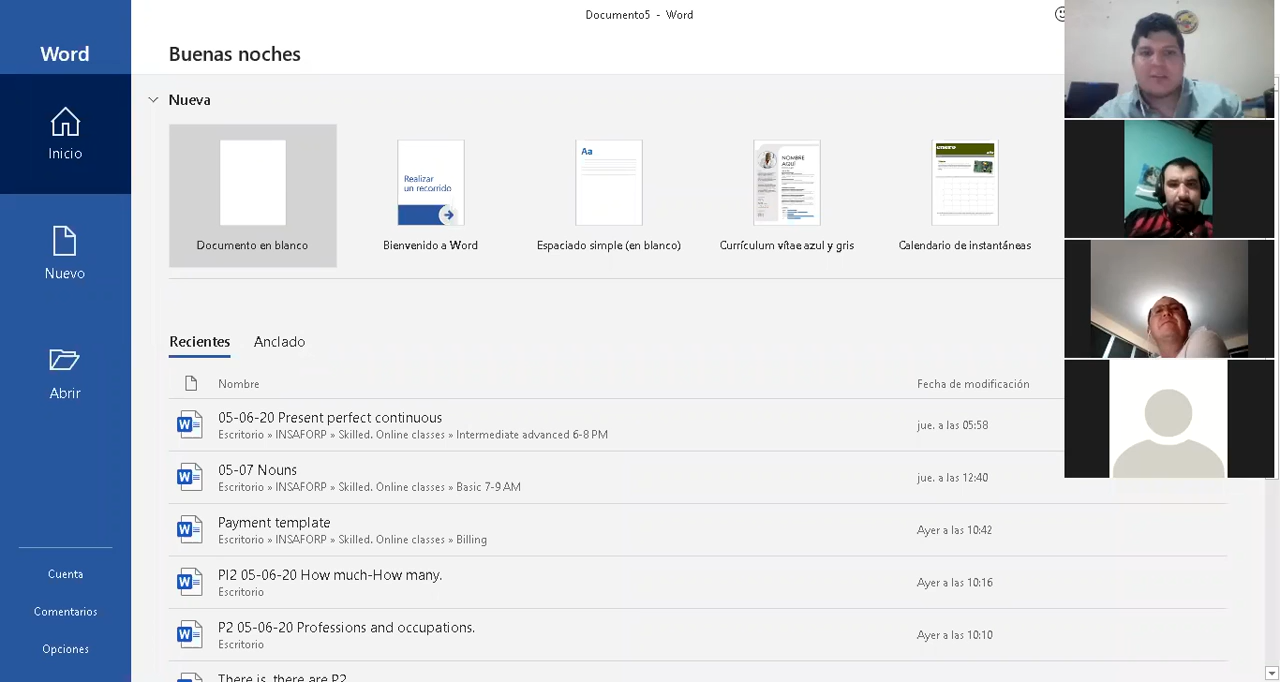 Documento5 - Word
Word
Buenas noches
Inicio
Nuevo
Abrir
Cuenta
Comentarios
Opciones
Nueva
Realizar
un recorrido
Aa
NOMBRE
AQUÍ
Documento en blanco
Bienvenido a Word
Espaciado simple (en blanco)
Currículum vítae azul y gris
Calendario de instantáneas
Recientes
Anclado
Nombre
Fecha de modificación
05-06-20 Present perfect continuous
Escritorio » INSAFORP » Skilled. Online classes » Intermediate advanced 6-8 PM
jue. a las 05:58
05-07 Nouns
Escritorio » INSAFORP » Skilled. Online classes » Basic 7-9 AM
jue. a las 12:40
Payment template
Escritorio » INSAFORP » Skilled. Online classes » Billing
Ayer a las 10:42
PI2 05-06-20 How much-How many.
Escritorio
Ayer a las 10:16
P2 05-06-20 Professions and occupations.
Escritorio
Ayer a las 10:10
There is, there are P2